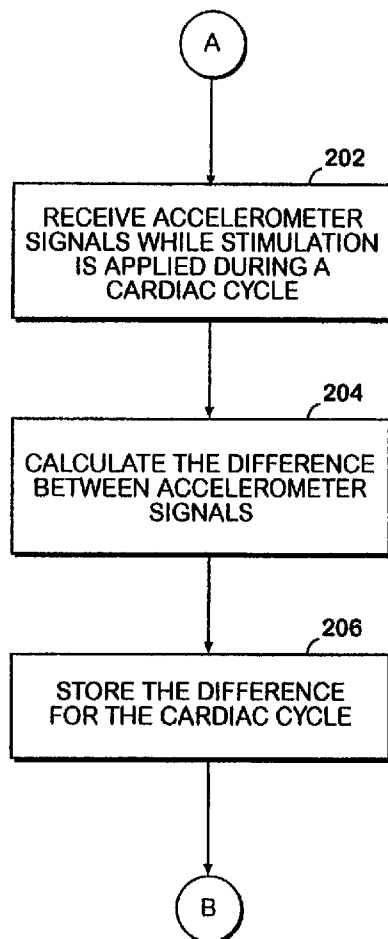 A
202
RECEIVE ACCELEROMETER
SIGNALS WHILE STIMULATION
IS APPLIED DURING A
CARDIAC CYCLE
204
CALCULATE THE DIFFERENCE
BETWEEN ACCELEROMETER
SIGNALS
206
STORE THE DIFFERENCE
FOR THE CARDIAC CYCLE
B